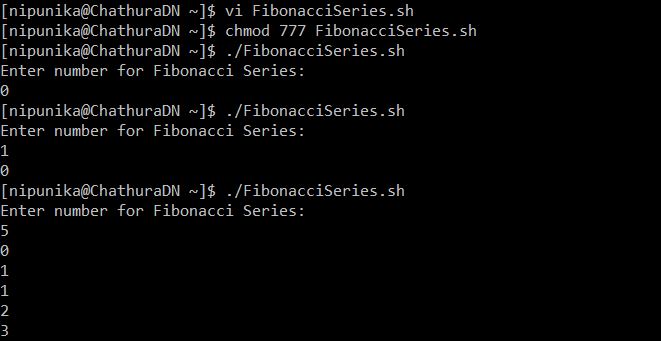 [nipunika@ChathuraDN ~]$ vi FibonacciSeries.sh
[nipunika@ChathuraDN ~]$ chmod 777 FibonacciSeries.sh
[nipunika@ChathuraDN ~]$ ./FibonacciSeries.sh
Enter number for Fibonacci Series:
0
[nipunika@ChathuraDN ~]$ ./FibonacciSeries.sh
Enter number for Fibonacci Series:
1
0
[nipunika@ChathuraDN ~]$ ./FibonacciSeries.sh
Enter number for Fibonacci Series:
5
0
1
1
2
3